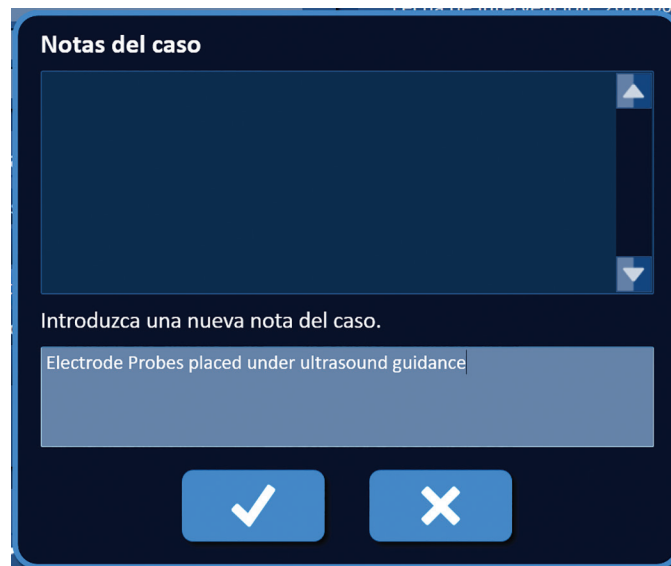 Notas del caso
Introduzca una nueva nota del caso.
Electrode Probes placed under ultrasound guidance